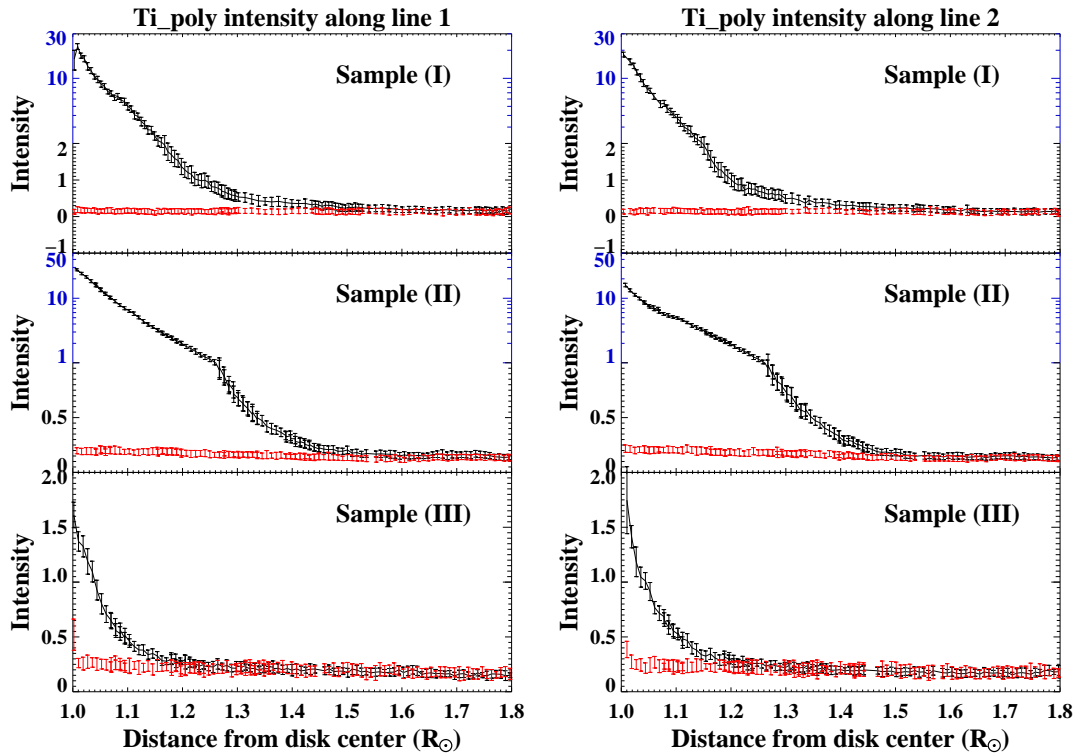 Ti_poly intensity along line 1
Ti_poly intensity along line 2
30
10
2
1
0
−1
Intensity
Sample (I)
30
10
2
1
0
−1
Intensity
Sample (I)
50
10
1
0.5
0
Intensity
Sample (II)
50
10
1
0.5
0
Intensity
Sample (II)
2.0
1.5
1.0
0.5
0
Intensity
Sample (III)
2.0
1.5
1.0
0.5
0
Intensity
Sample (III)
1.0 1.1 1.2 1.3 1.4 1.5 1.6 1.7 1.8
1.0 1.1 1.2 1.3 1.4 1.5 1.6 1.7 1.8
Distance from disk center (R☉)
Distance from disk center (R☉)